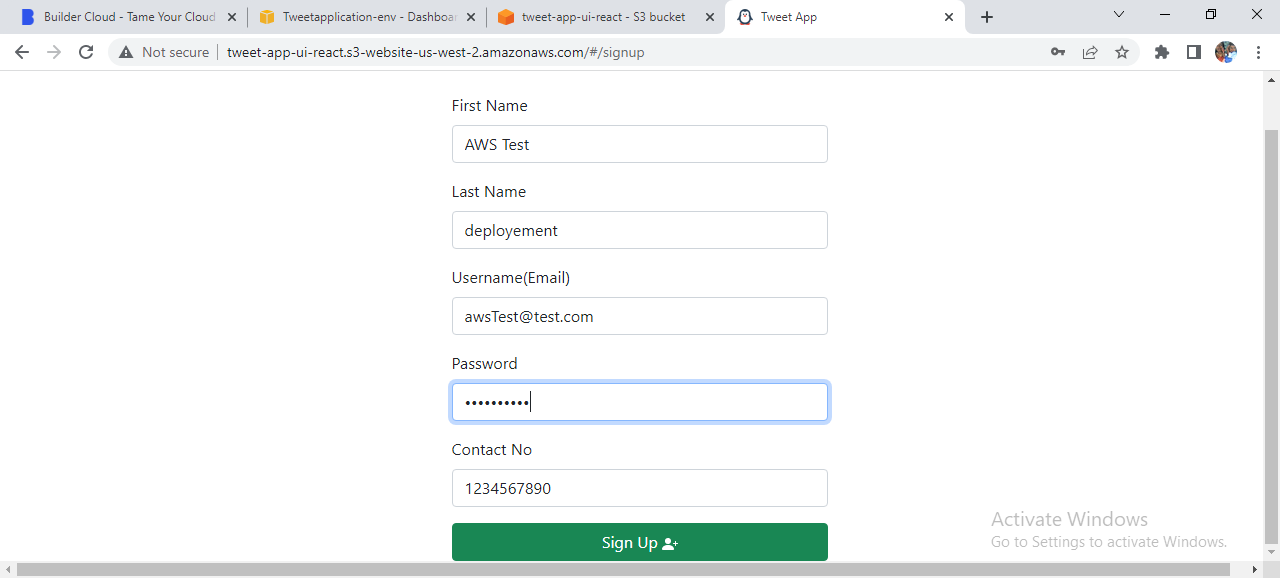 Builder Cloud - Tame Your Cloud
Tweetapplication-env - Dashboar
tweet-app-ui-react - S3 bucket
Tweet App
Not secure
tweet-app-ui-react.s3-website-us-west-2.amazonaws.com/#/signup
First Name
AWS Test
Last Name
deployement
Username(Email)
awsTest@test.com
Password
••••••••••
Contact No
1234567890
Sign Up
Activate Windows
Go to Settings to activate Windows.